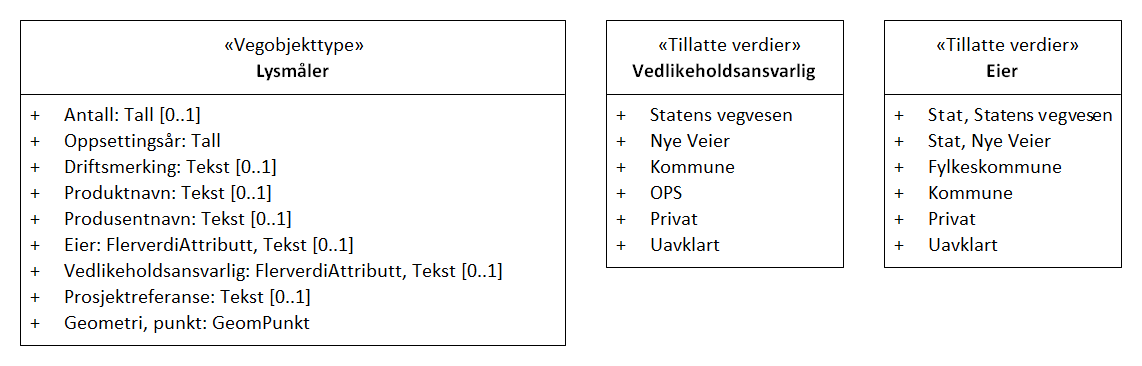 «Vegobjekttype»
Lysmåler
+ Antall: Tall [0..1]
+ Oppsettingsår: Tall
+ Driftsmerking: Tekst [0..1]
+ Produktnavn: Tekst [0..1]
+ Produsentnavn: Tekst [0..1]
+ Eier: FlerverdiAttributt, Tekst [0..1]
+ Vedlikeholdsansvarlig: FlerverdiAttributt, Tekst [0..1]
+ Prosjektreferanse: Tekst [0..1]
+ Geometri, punkt: GeomPunkt
«Tillatte verdier»
Vedlikeholdsansvarlig
+ Statens vegvesen
+ Nye Veier
+ Kommune
+ OPS
+ Privat
+ Uavklart
«Tillatte verdier»
Eier
+ Stat, Statens vegvesen
+ Stat, Nye Veier
+ Fylkeskommune
+ Kommune
+ Privat
+ Uavklart